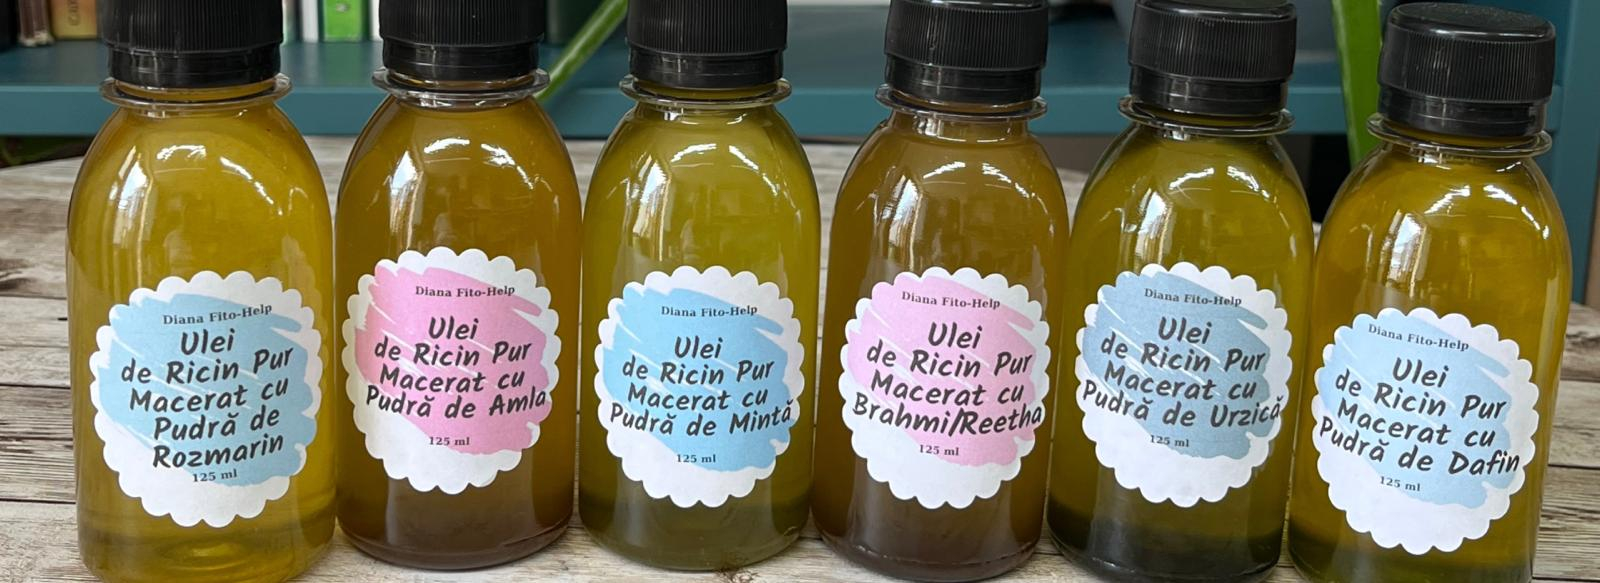 Diana Fito-Help
Ulei
de Ricin Pur
Macerat cu
Pudră de
Rozmarin
125 ml
Diana Fito-Help
Ulei
de Ricin Pur
Macerat cu
Pudră de Amla
125 ml
Diana Fito-Help
Ulei
de Ricin Pur
Macerat cu
Pudră de Mintă
125 ml
Diana Fito-Help
Ulei
de Ricin Pur
Macerat cu
Brahmi/Reetha
125 ml
Diana Fito-Help
Ulei
de Ricin Pur
Macerat cu
Pudră de Urzică
125 ml
Diana Fito-Help
Ulei
de Ricin Pur
Macerat cu
Pudră de Dafin
125 ml